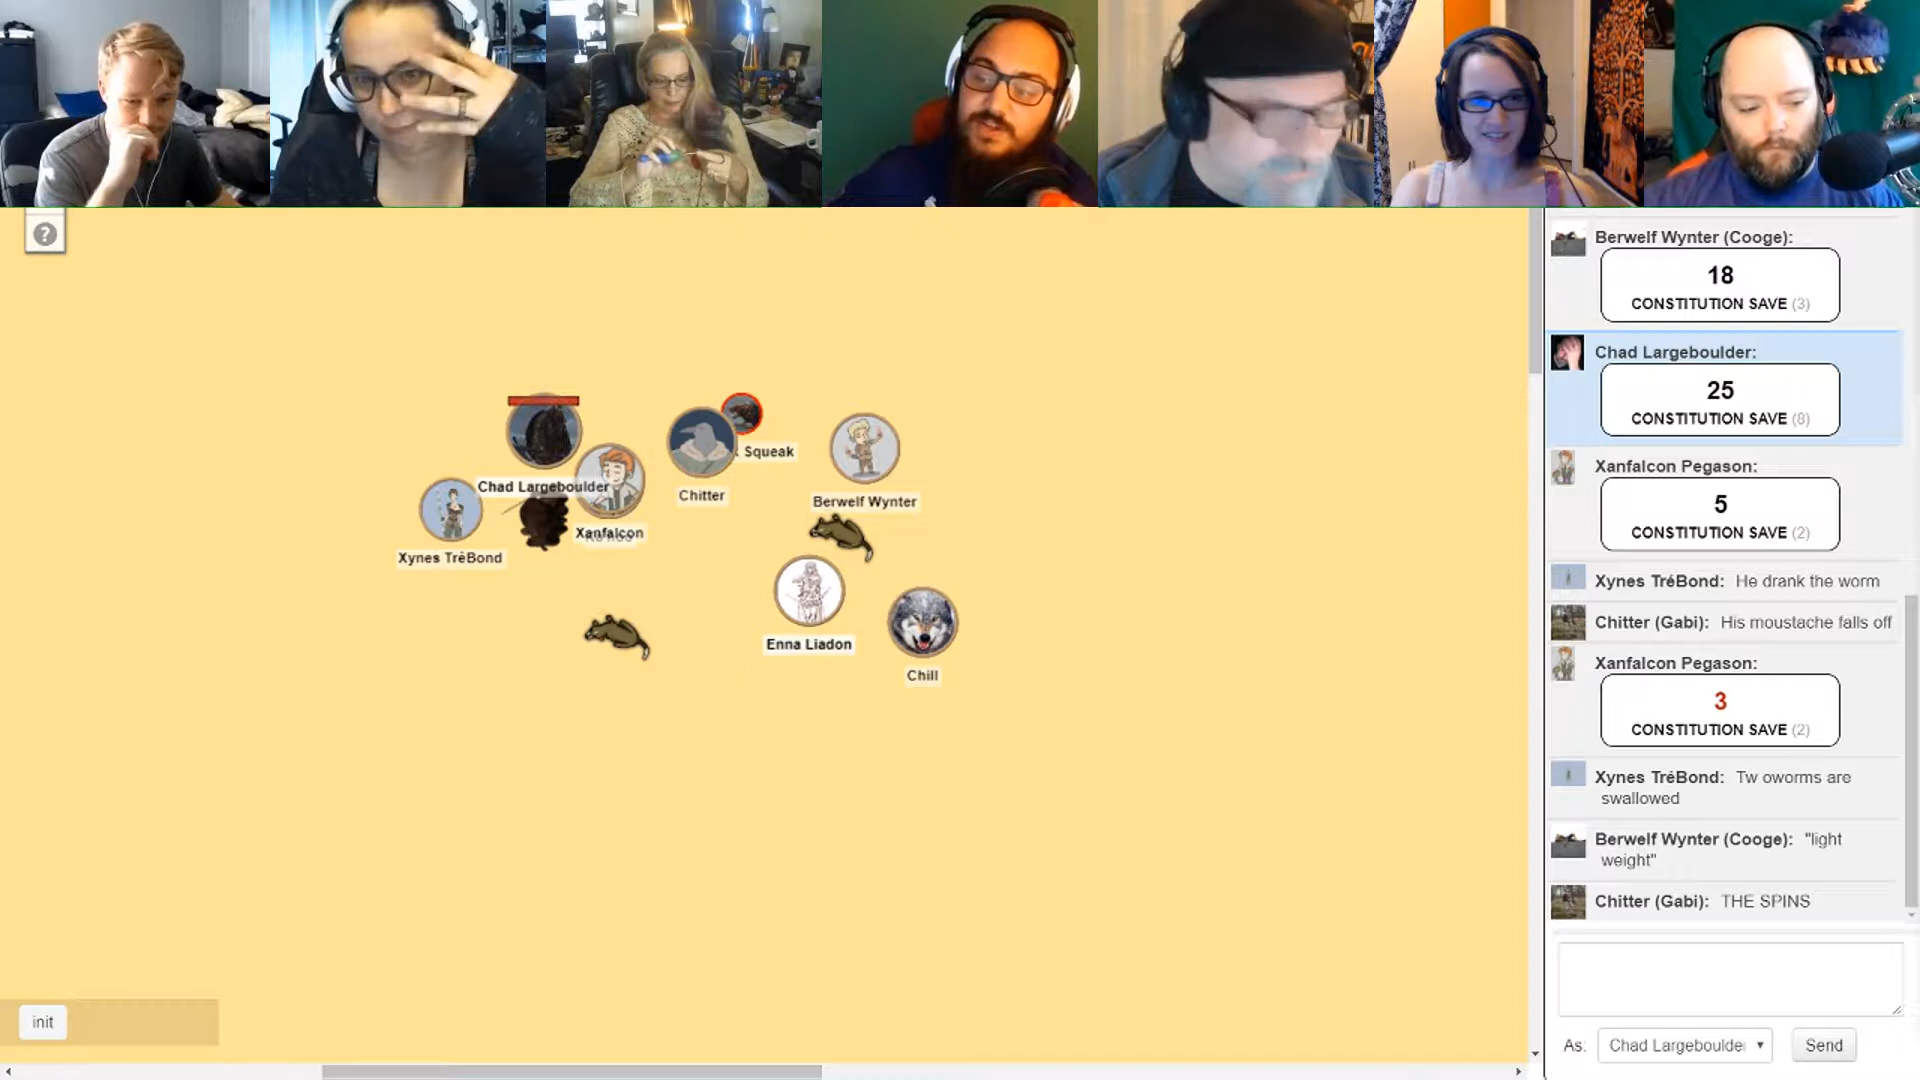 ?
Chad Largeboulder
Squeak
Chitter
Berwelf Wynter
Xanfalcon
Xynes TrèBond
Enna Liadon
Chill
init
Berwelf Wynter (Cooge):
18
CONSTITUTION SAVE (3)
Chad Largeboulder:
25
CONSTITUTION SAVE (8)
Xanfalcon Pegason:
5
CONSTITUTION SAVE (2)
Xynes TréBond: He drank the worm
Chitter (Gabi): His moustache falls off
Xanfalcon Pegason:
3
CONSTITUTION SAVE (2)
Xynes TréBond: Tw oworms are
swallowed
Berwelf Wynter (Cooge): "light
weight"
Chitter (Gabi): THE SPINS
As: Chad Largeboulde Send